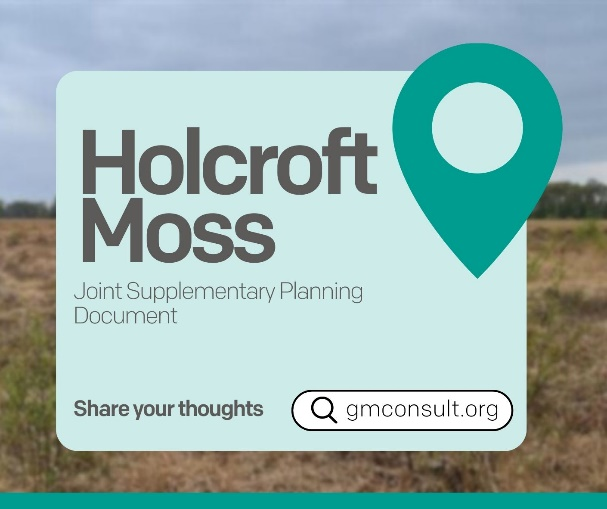 Holcroft
Moss
Joint Supplementary Planning
Document
Share your thoughts
gmconsult.org